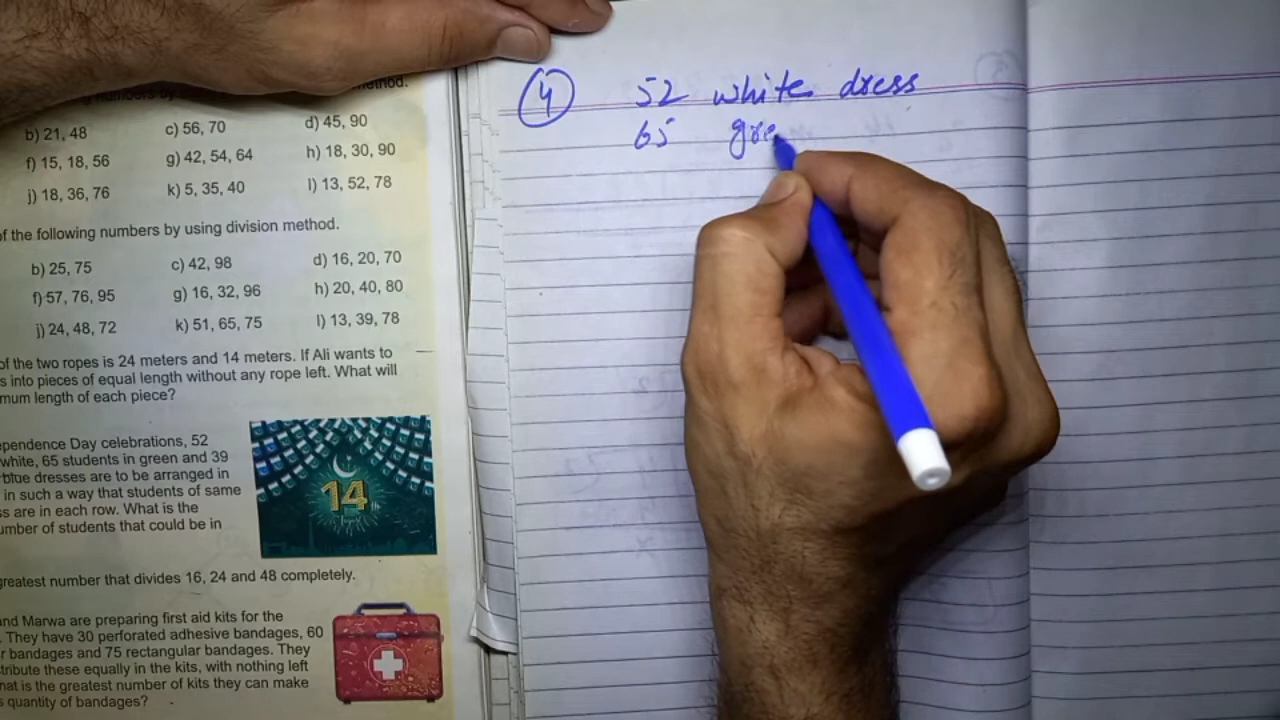 ethod.
b) 21, 48 c) 56, 70 d) 45, 90
f) 15, 18, 56 g) 42, 54, 64 h) 18, 30, 90
j) 18, 36, 76 k) 5, 35, 40 l) 13, 52, 78
of the following numbers by using division method.
b) 25, 75 c) 42, 98 d) 16, 20, 70
f) 57, 76, 95 g) 16, 32, 96 h) 20, 40, 80
j) 24, 48, 72 k) 51, 65, 75 l) 13, 39, 78
of the two ropes is 24 meters and 14 meters. If Ali wants to
s into pieces of equal length without any rope left. What will
mum length of each piece?
ependence Day celebrations, 52
white, 65 students in green and 39
blue dresses are to be arranged in
in such a way that students of same
ss are in each row. What is the
umber of students that could be in
14
greatest number that divides 16, 24 and 48 completely.
and Marwa are preparing first aid kits for the
. They have 30 perforated adhesive bandages, 60
r bandages and 75 rectangular bandages. They
tribute these equally in the kits, with nothing left
hat is the greatest number of kits they can make
s quantity of bandages?
4 52 white dress
65 gre